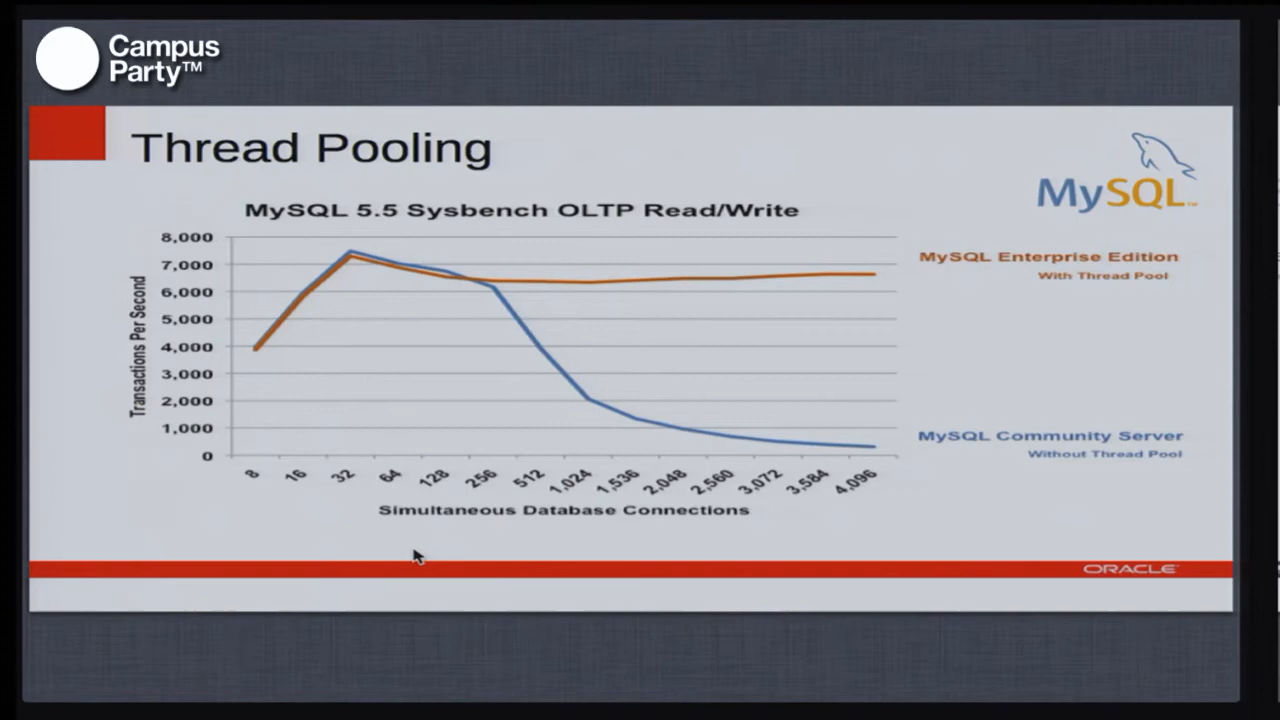 Campus
Party™
Thread Pooling
MySQL™
MySQL 5.5 Sysbench OLTP Read/Write
8,000
7,000
6,000
5,000
4,000
3,000
2,000
1,000
0
Transactions Per Second
8
16
32
64
128
256
512
1,024
1,536
2,048
2,560
3,072
3,584
4,096
Simultaneous Database Connections
MySQL Enterprise Edition
With Thread Pool
MySQL Community Server
Without Thread Pool
ORACLE